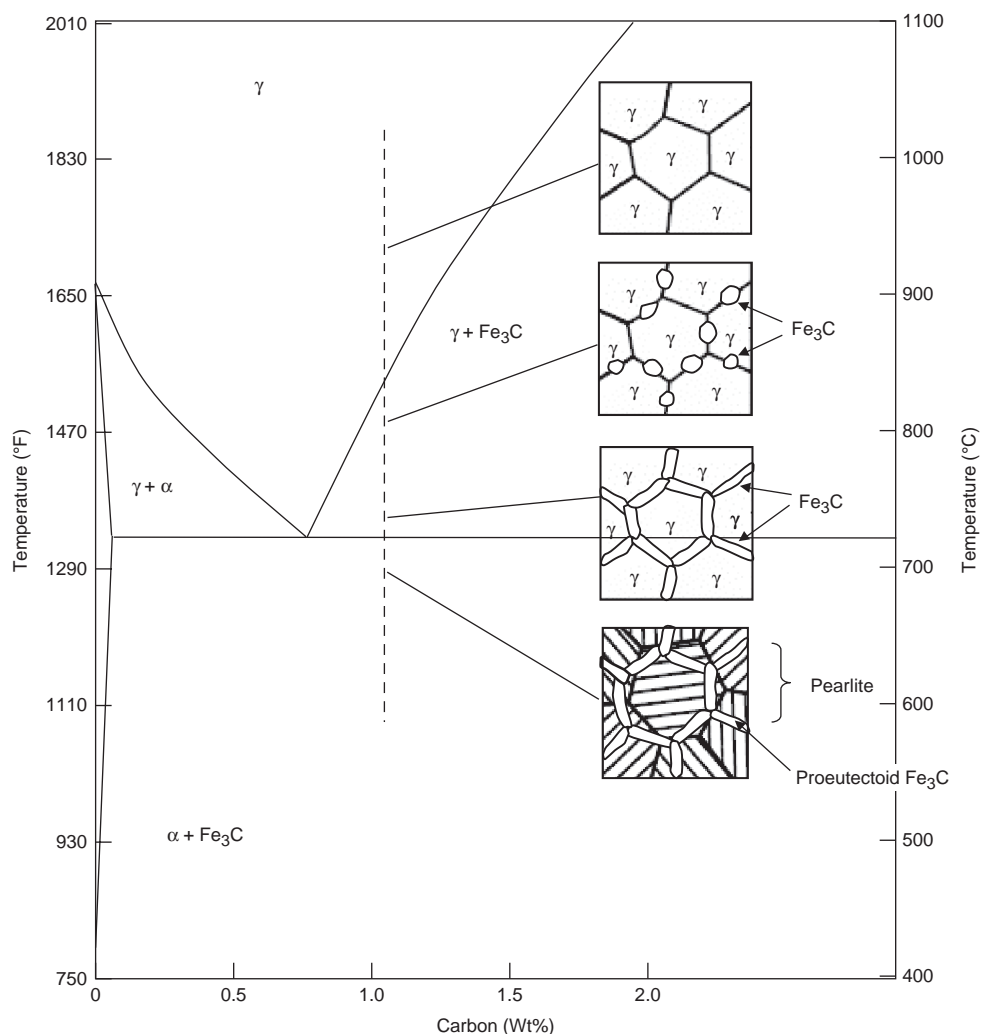 2010
1830
1650
1470
1290
1110
930
750
Temperature (°F)
1100
1000
900
800
700
600
500
400
Temperature (°C)
0
0.5
1.0
1.5
2.0
Carbon (Wt%)
γ
γ + Fe₃C
γ + α
α + Fe₃C
γ γ
γ γ γ
γ γ
γ γ
γ γ γ
γ γ
Fe₃C
γ γ
γ γ γ
γ γ
Fe₃C
Pearlite
Proeutectoid Fe₃C